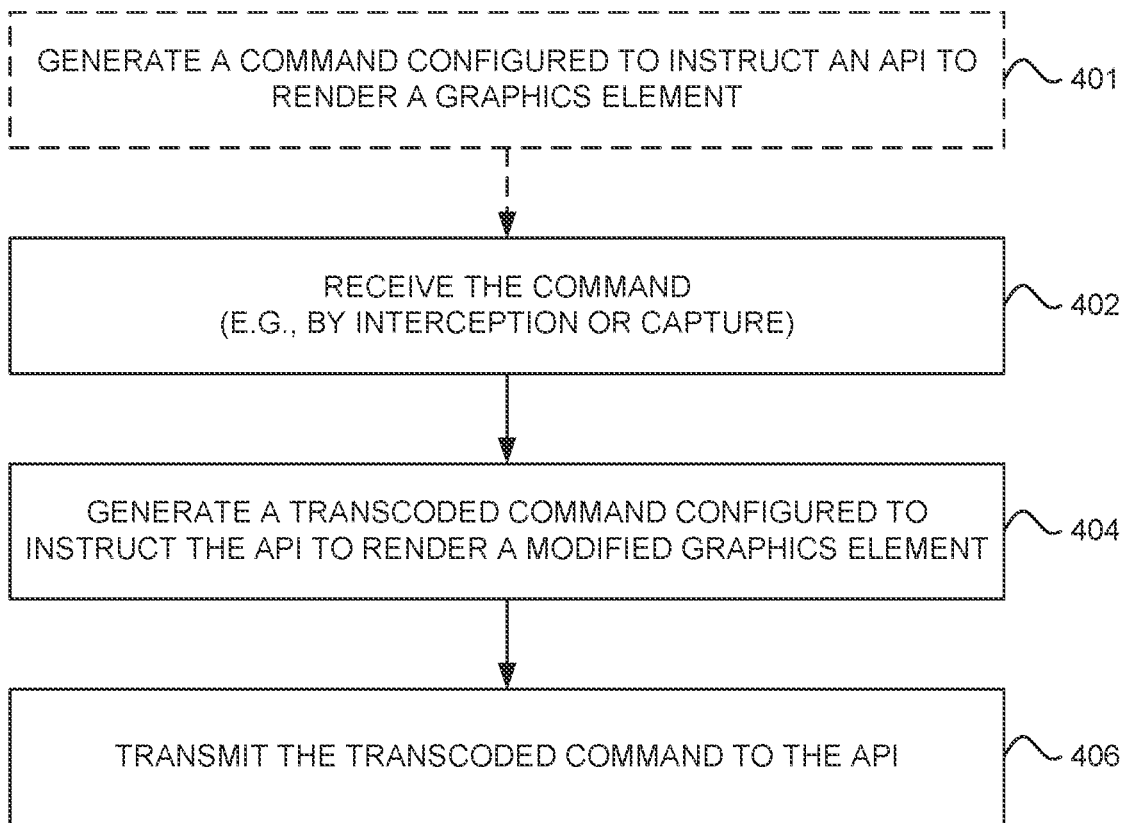 GENERATE A COMMAND CONFIGURED TO INSTRUCT AN API TO
RENDER A GRAPHICS ELEMENT
401
RECEIVE THE COMMAND
(E.G., BY INTERCEPTION OR CAPTURE)
402
GENERATE A TRANSCODED COMMAND CONFIGURED TO
INSTRUCT THE API TO RENDER A MODIFIED GRAPHICS ELEMENT
404
TRANSMIT THE TRANSCODED COMMAND TO THE API
406